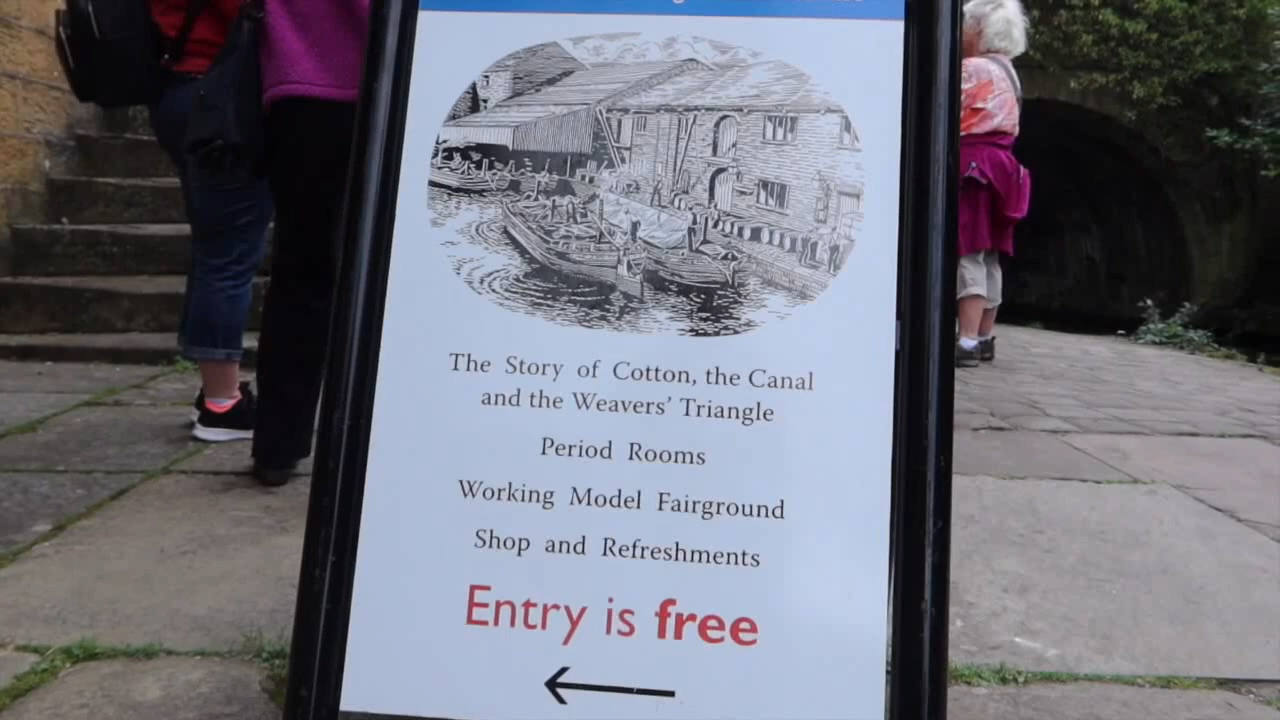 The Story of Cotton, the Canal
and the Weavers' Triangle
Period Rooms
Working Model Fairground
Shop and Refreshments
Entry is free